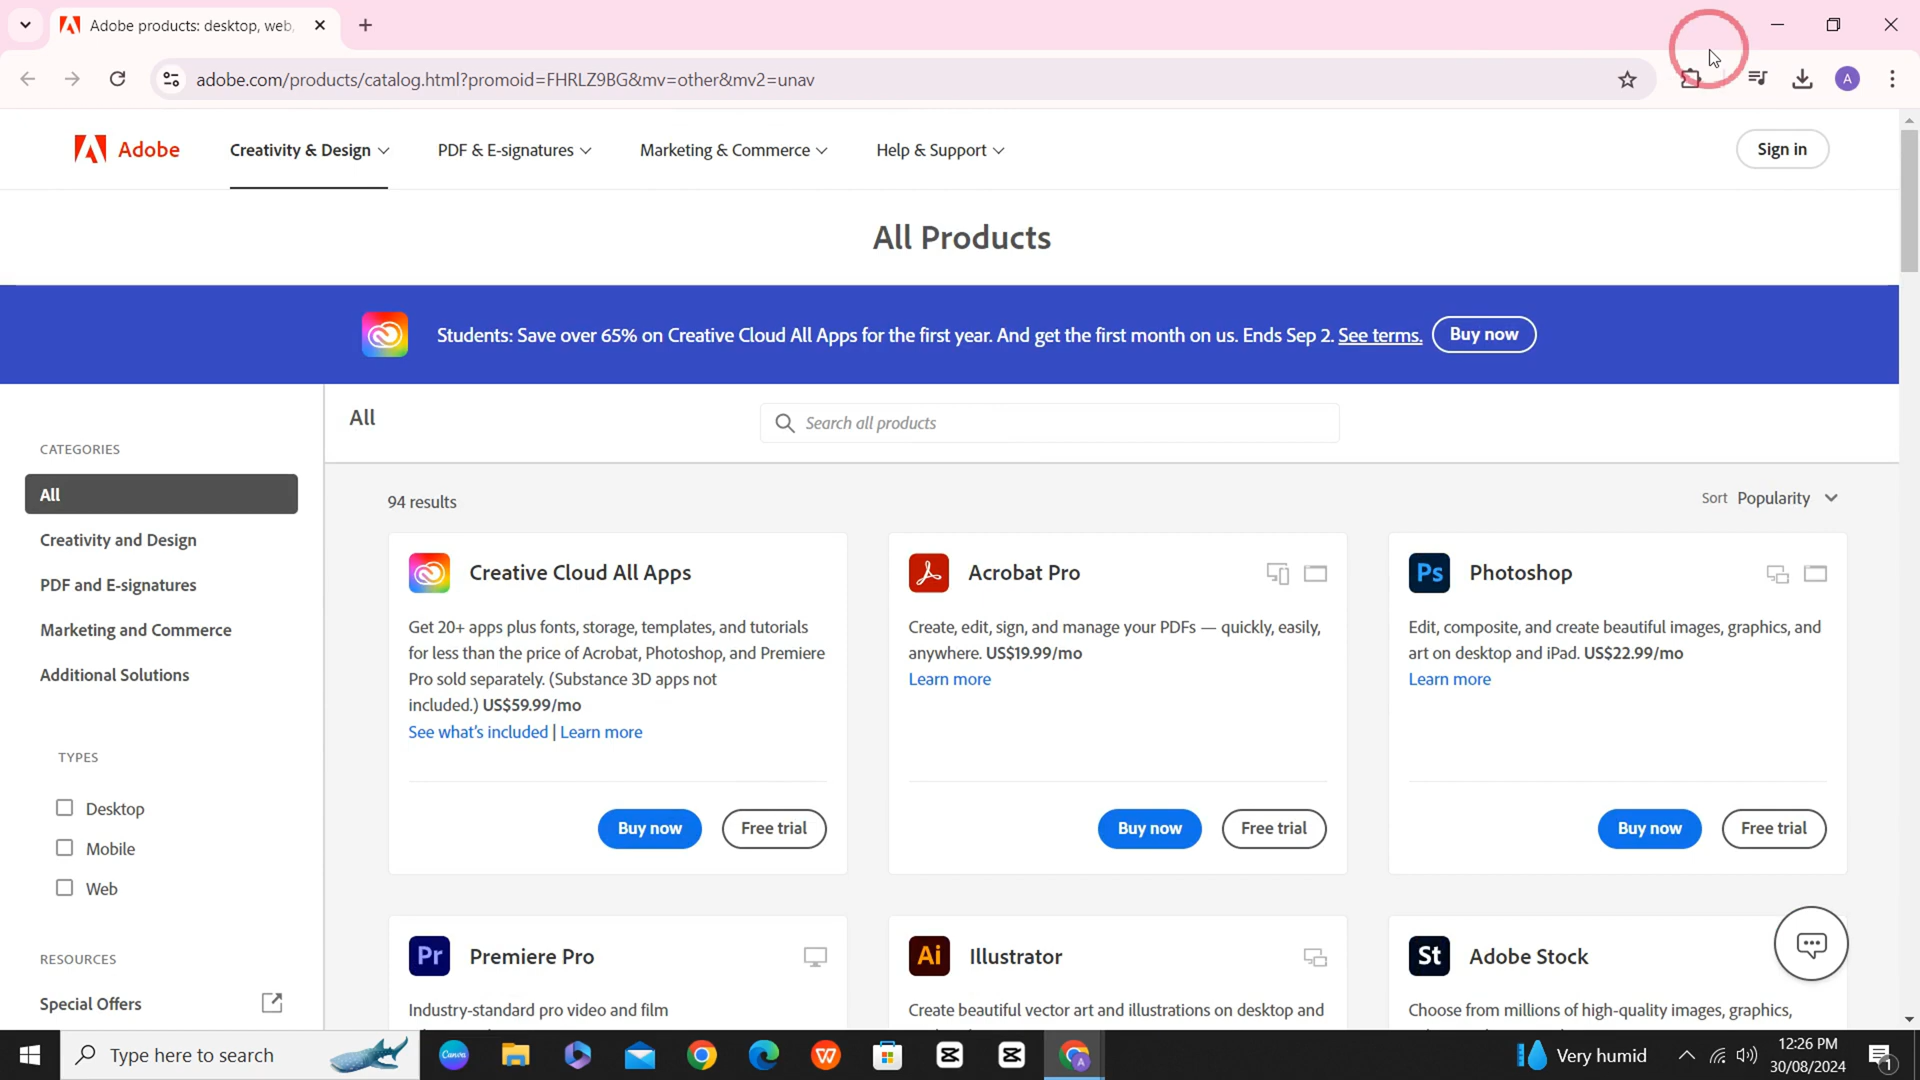 Adobe products: desktop, web,
adobe.com/products/catalog.html?promoid=FHRLZ9BG&mv=other&mv2=unav
A
Adobe
Creativity & Design
PDF & E-signatures
Marketing & Commerce
Help & Support
Sign in
All Products
Students: Save over 65% on Creative Cloud All Apps for the first year. And get the first month on us. Ends Sep 2. See terms.
Buy now
All
Search all products
CATEGORIES
All
Creativity and Design
PDF and E-signatures
Marketing and Commerce
Additional Solutions
TYPES
Desktop
Mobile
Web
RESOURCES
Special Offers
94 results
Sort Popularity
Creative Cloud All Apps
Get 20+ apps plus fonts, storage, templates, and tutorials
for less than the price of Acrobat, Photoshop, and Premiere
Pro sold separately. (Substance 3D apps not
included.) US$59.99/mo
See what's included | Learn more
Buy now
Free trial
Acrobat Pro
Create, edit, sign, and manage your PDFs — quickly, easily,
anywhere. US$19.99/mo
Learn more
Buy now
Free trial
Ps
Photoshop
Edit, composite, and create beautiful images, graphics, and
art on desktop and iPad. US$22.99/mo
Learn more
Buy now
Free trial
Pr
Premiere Pro
Industry-standard pro video and film
Ai
Illustrator
Create beautiful vector art and illustrations on desktop and
St
Adobe Stock
Choose from millions of high-quality images, graphics,
Type here to search
Canva
W
A
Very humid
12:26 PM
30/08/2024
1